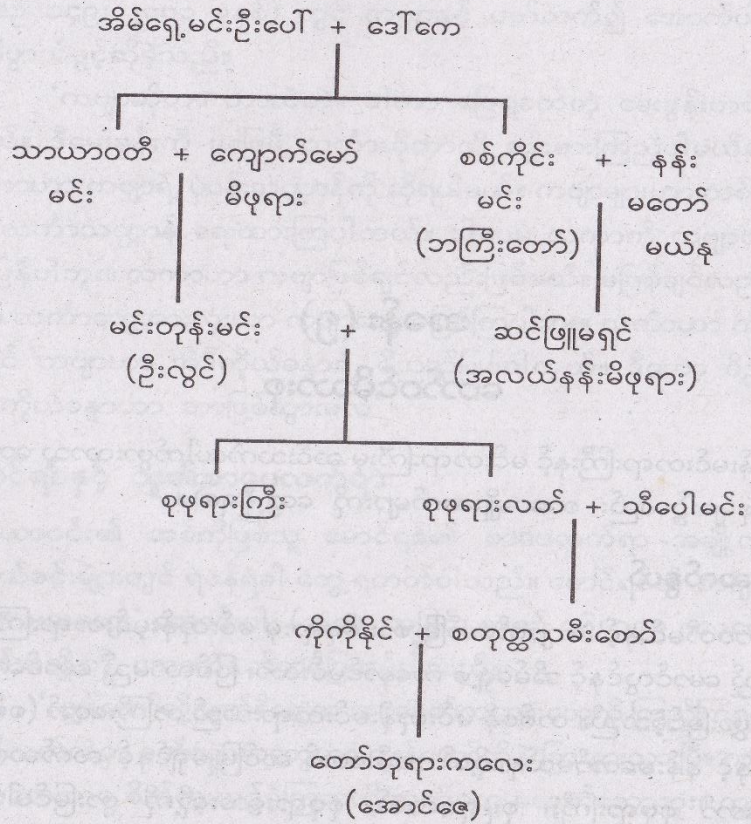 အိမ်ရှေ့မင်းဦးပေါ် + ဒေါ်ကေ
သာယာဝတီ + ကျောက်မော် စစ်ကိုင်း + နန်း
မင်း မိဖုရား မင်း မတော်
(ဘကြီးတော်) မယ်နု
မင်းတုန်းမင်း + ဆင်ဖြူမရှင်
(ဦးလွင်) (အလယ်နန်းမိဖုရား)
စုဖုရားကြီး စုဖုရားလတ် + သီပေါမင်း
ကိုကိုနိုင် + စတုတ္ထသမီးတော်
တော်ဘုရားကလေး
(အောင်ဇေ)